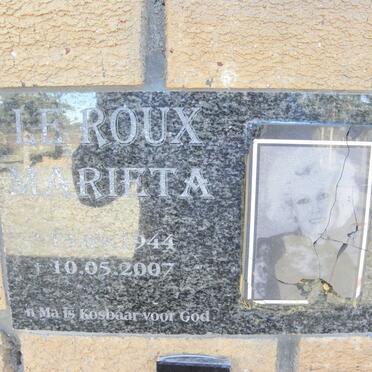 LE ROUX
MARIETA
1944
† 10.05.2007
'n Ma is Kosbaar voor God